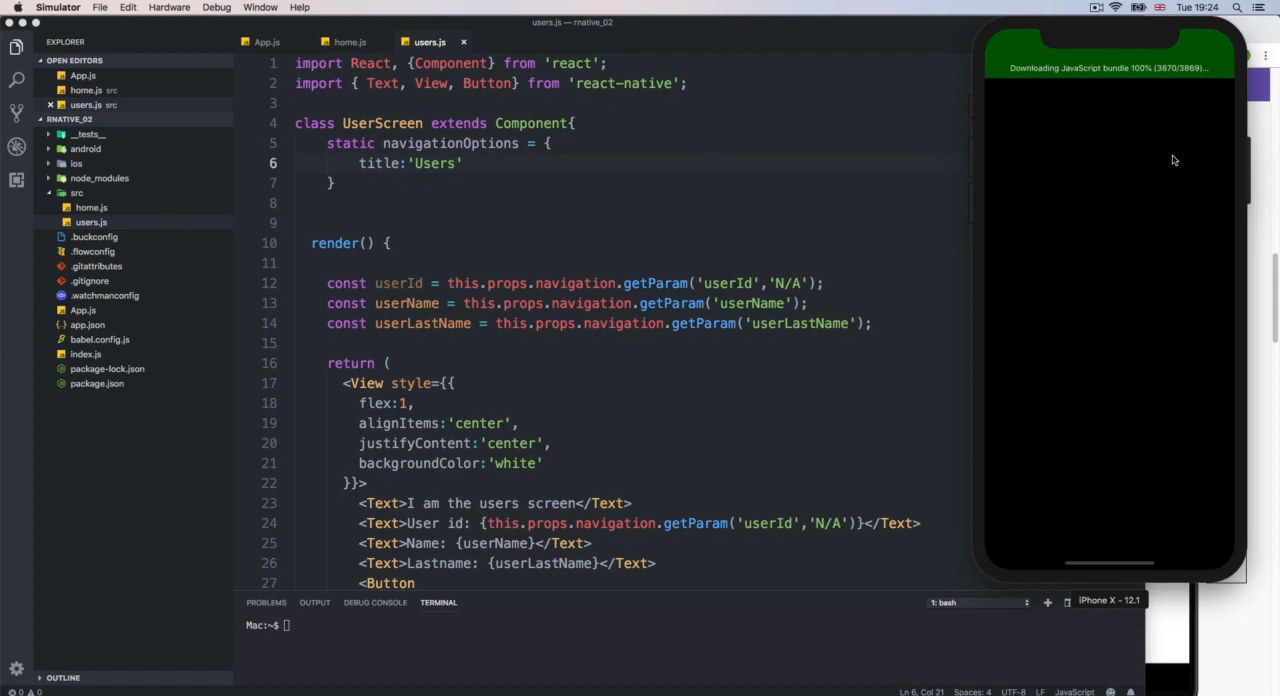 Simulator File Edit Hardware Debug Window Help
Tue 19:24
users.js — rnative_02
EXPLORER
OPEN EDITORS
App.js
home.js src
users.js src
RNATIVE_02
__tests__
android
ios
node_modules
src
home.js
users.js
.buckconfig
.flowconfig
.gitattributes
.gitignore
.watchmanconfig
App.js
app.json
babel.config.js
index.js
package-lock.json
package.json
OUTLINE
App.js home.js users.js
1 import React, {Component} from 'react';
2 import { Text, View, Button} from 'react-native';
3
4 class UserScreen extends Component{
5 static navigationOptions = {
6 title:'Users'
7 }
8
9
10 render() {
11
12 const userId = this.props.navigation.getParam('userId','N/A');
13 const userName = this.props.navigation.getParam('userName');
14 const userLastName = this.props.navigation.getParam('userLastName');
15
16 return (
17 <View style={{
18 flex:1,
19 alignItems:'center',
20 justifyContent:'center',
21 backgroundColor:'white'
22 }}>
23 <Text>I am the users screen</Text>
24 <Text>User id: {this.props.navigation.getParam('userId','N/A')}</Text>
25 <Text>Name: {userName}</Text>
26 <Text>Lastname: {userLastName}</Text>
27 <Button
Downloading JavaScript bundle 100% (3870/3869)...
PROBLEMS OUTPUT DEBUG CONSOLE TERMINAL
1: bash
iPhone X - 12.1
Mac:~$
0 0
Ln 6, Col 21 Spaces: 4 UTF-8 LF JavaScript